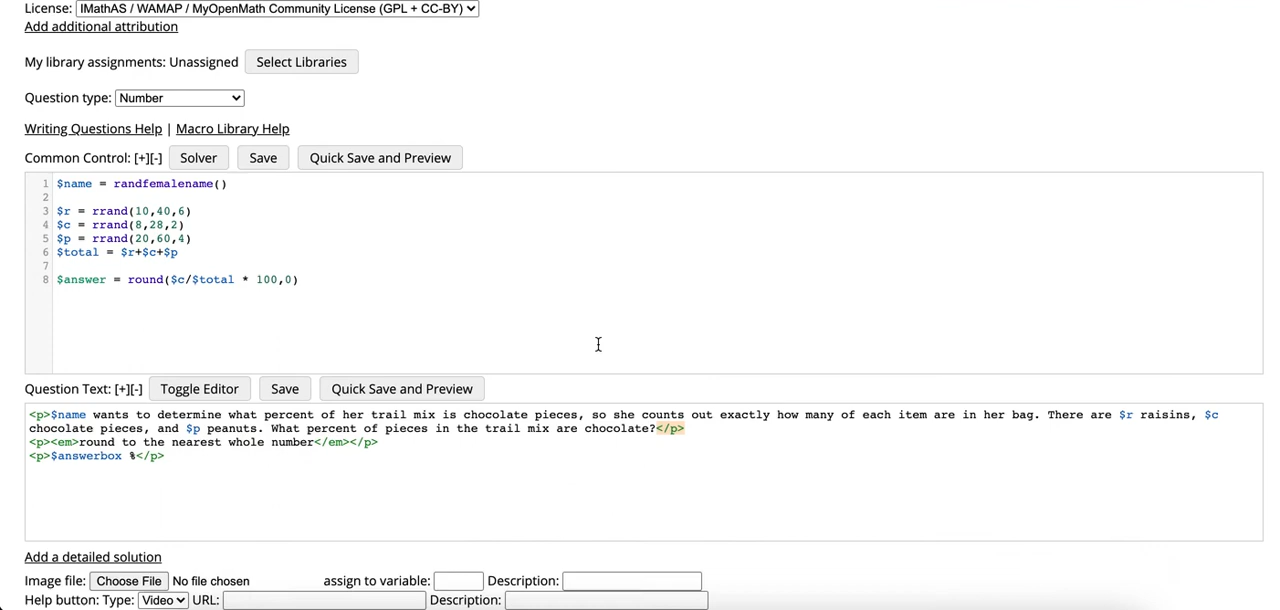 License: IMathAS / WAMAP / MyOpenMath Community License (GPL + CC-BY)
Add additional attribution
My library assignments: Unassigned Select Libraries
Question type: Number
Writing Questions Help | Macro Library Help
Common Control: [+][-] Solver Save Quick Save and Preview
1 $name = randfemalename()
2
3 $r = rrand(10,40,6)
4 $c = rrand(8,28,2)
5 $p = rrand(20,60,4)
6 $total = $r+$c+$p
7
8 $answer = round($c/$total * 100,0)
Question Text: [+][-] Toggle Editor Save Quick Save and Preview
<p>$name wants to determine what percent of her trail mix is chocolate pieces, so she counts out exactly how many of each item are in her bag. There are $r raisins, $c
chocolate pieces, and $p peanuts. What percent of pieces in the trail mix are chocolate?</p>
<p><em>round to the nearest whole number</em></p>
<p>$answerbox %</p>
Add a detailed solution
Image file: Choose File No file chosen assign to variable: Description:
Help button: Type: Video URL: Description: